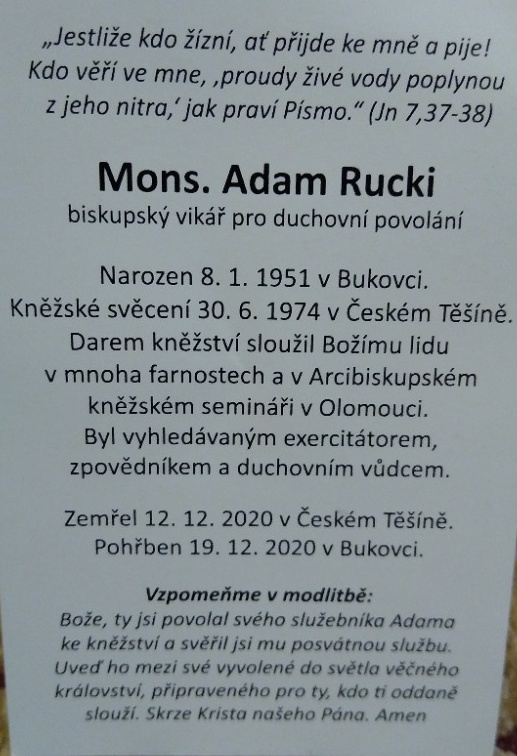 „Jestliže kdo žízní, ať přijde ke mně a pije!
Kdo věří ve mne, ‚proudy živé vody poplynou
z jeho nitra,‘ jak praví Písmo.“ (Jn 7,37-38)
Mons. Adam Rucki
biskupský vikář pro duchovní povolání
Narozen 8. 1. 1951 v Bukovci.
Kněžské svěcení 30. 6. 1974 v Českém Těšíně.
Darem kněžství sloužil Božímu lidu
v mnoha farnostech a v Arcibiskupském
kněžském semináři v Olomouci.
Byl vyhledávaným exercitátorem,
zpovědníkem a duchovním vůdcem.
Zemřel 12. 12. 2020 v Českém Těšíně.
Pohřben 19. 12. 2020 v Bukovci.
Vzpomeňme v modlitbě:
Bože, ty jsi povolal svého služebníka Adama
ke kněžství a svěřil jsi mu posvátnou službu.
Uveď ho mezi své vyvolené do světla věčného
království, připraveného pro ty, kdo ti oddaně
slouží. Skrze Krista našeho Pána. Amen